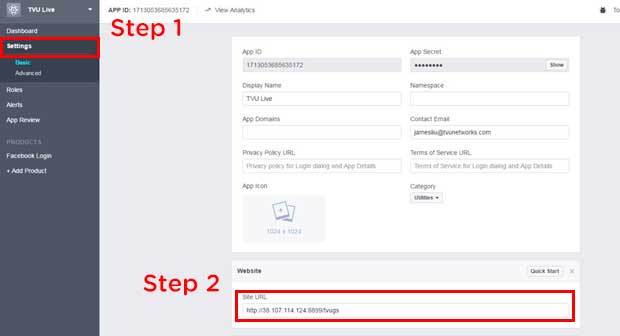 TVU Live
APP ID: 1713053685635172
View Analytics
To
Step 1
Dashboard
Settings
Basic
Advanced
Roles
Alerts
App Review
PRODUCTS
Facebook Login
+ Add Product
App ID
App Secret
1713053685635172
●●●●●●●●
Show
Display Name
Namespace
TVU Live
App Domains
Contact Email
jamesliu@tvunetworks.com
Privacy Policy URL
Terms of Service URL
Privacy policy for Login dialog and App Details
Terms of Service for Login dialog and App Details
App Icon
Category
Utilities
1024 x 1024
Step 2
Website
Quick Start
Site URL
http://38.107.114.124:8899/tvugs